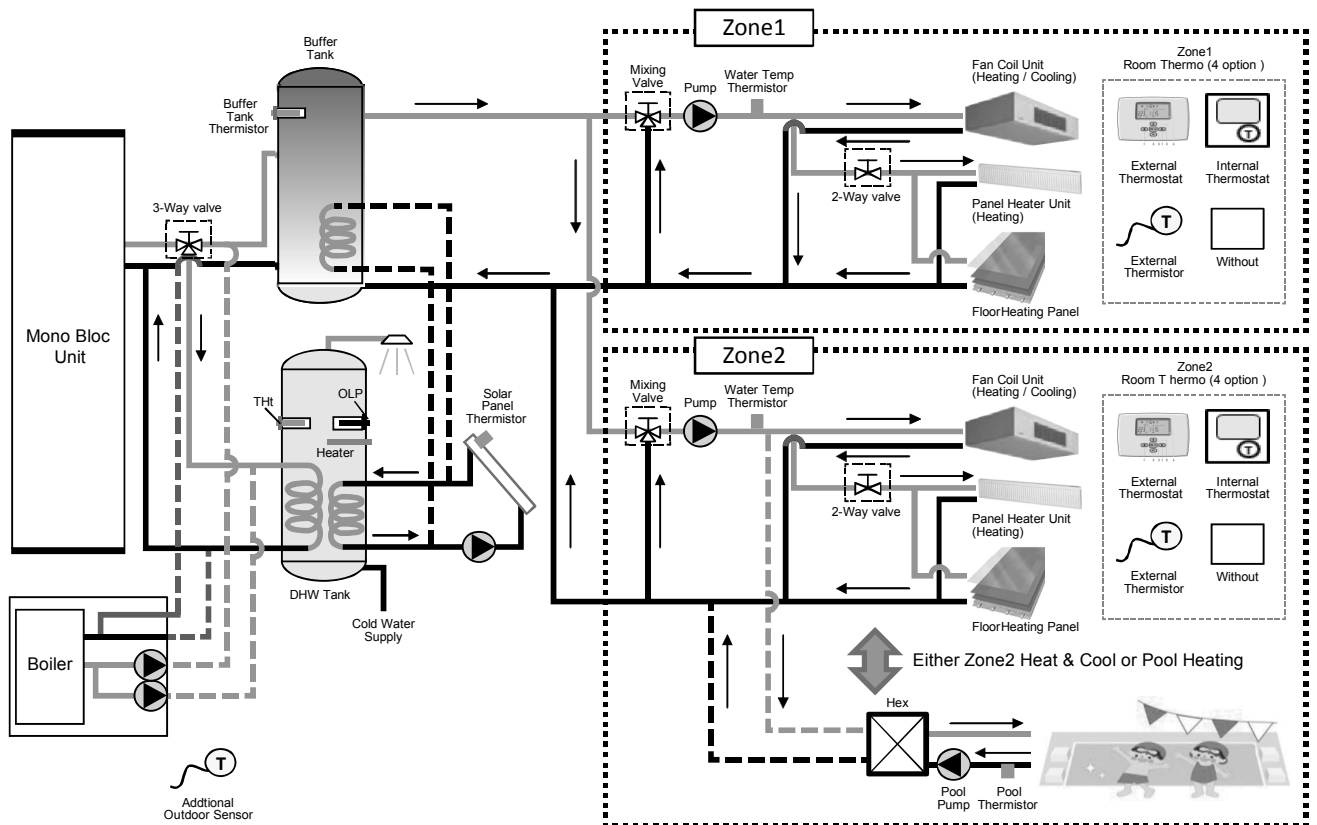 Zone1
Buffer
Tank
Buffer
Tank
Thermistor
Mixing
Valve
Pump
Water Temp
Thermistor
Fan Coil Unit
(Heating / Cooling)
Zone1
Room Thermo (4 option )
External
Thermostat
Internal
Thermostat
T
3-Way valve
2-Way valve
Panel Heater Unit
(Heating)
T
External
Thermistor
Without
FloorHeating Panel
Mono Bloc
Unit
Zone2
THt
OLP
Heater
Solar
Panel
Thermistor
Mixing
Valve
Pump
Water Temp
Thermistor
Fan Coil Unit
(Heating / Cooling)
Zone2
Room T hermo (4 option )
External
Thermostat
Internal
Thermostat
T
2-Way valve
Panel Heater Unit
(Heating)
T
External
Thermistor
Without
FloorHeating Panel
DHW Tank
Cold Water
Supply
Boiler
Either Zone2 Heat & Cool or Pool Heating
Hex
Pool
Pump
Pool
Thermistor
T
Addtional
Outdoor Sensor